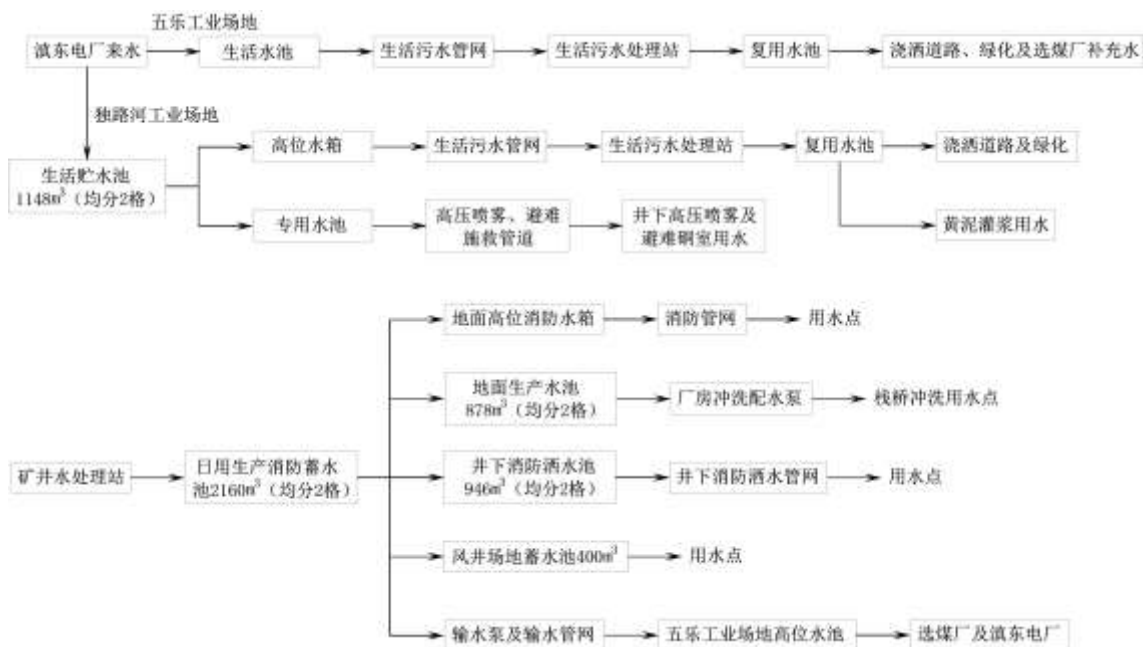 五乐工业场地
滇东电厂来水
生活水池
生活污水管网
生活污水处理站
复用水池
浇洒道路、绿化及选煤厂补充水
独路河工业场地
生活贮水池
1148m³（均分2格）
高位水箱
生活污水管网
生活污水处理站
复用水池
浇洒道路及绿化
专用水池
高压喷雾、避难
施救管道
井下高压喷雾及
避难硐室用水
黄泥灌浆用水
地面高位消防水箱
消防管网
用水点
地面生产水池
878m³（均分2格）
厂房冲洗配水泵
栈桥冲洗用水点
矿井水处理站
日用生产消防蓄水
池2160m³（均分2格）
井下消防洒水池
946m³（均分2格）
井下消防洒水管网
用水点
风井场地蓄水池400m³
用水点
输水泵及输水管网
五乐工业场地高位水池
选煤厂及滇东电厂